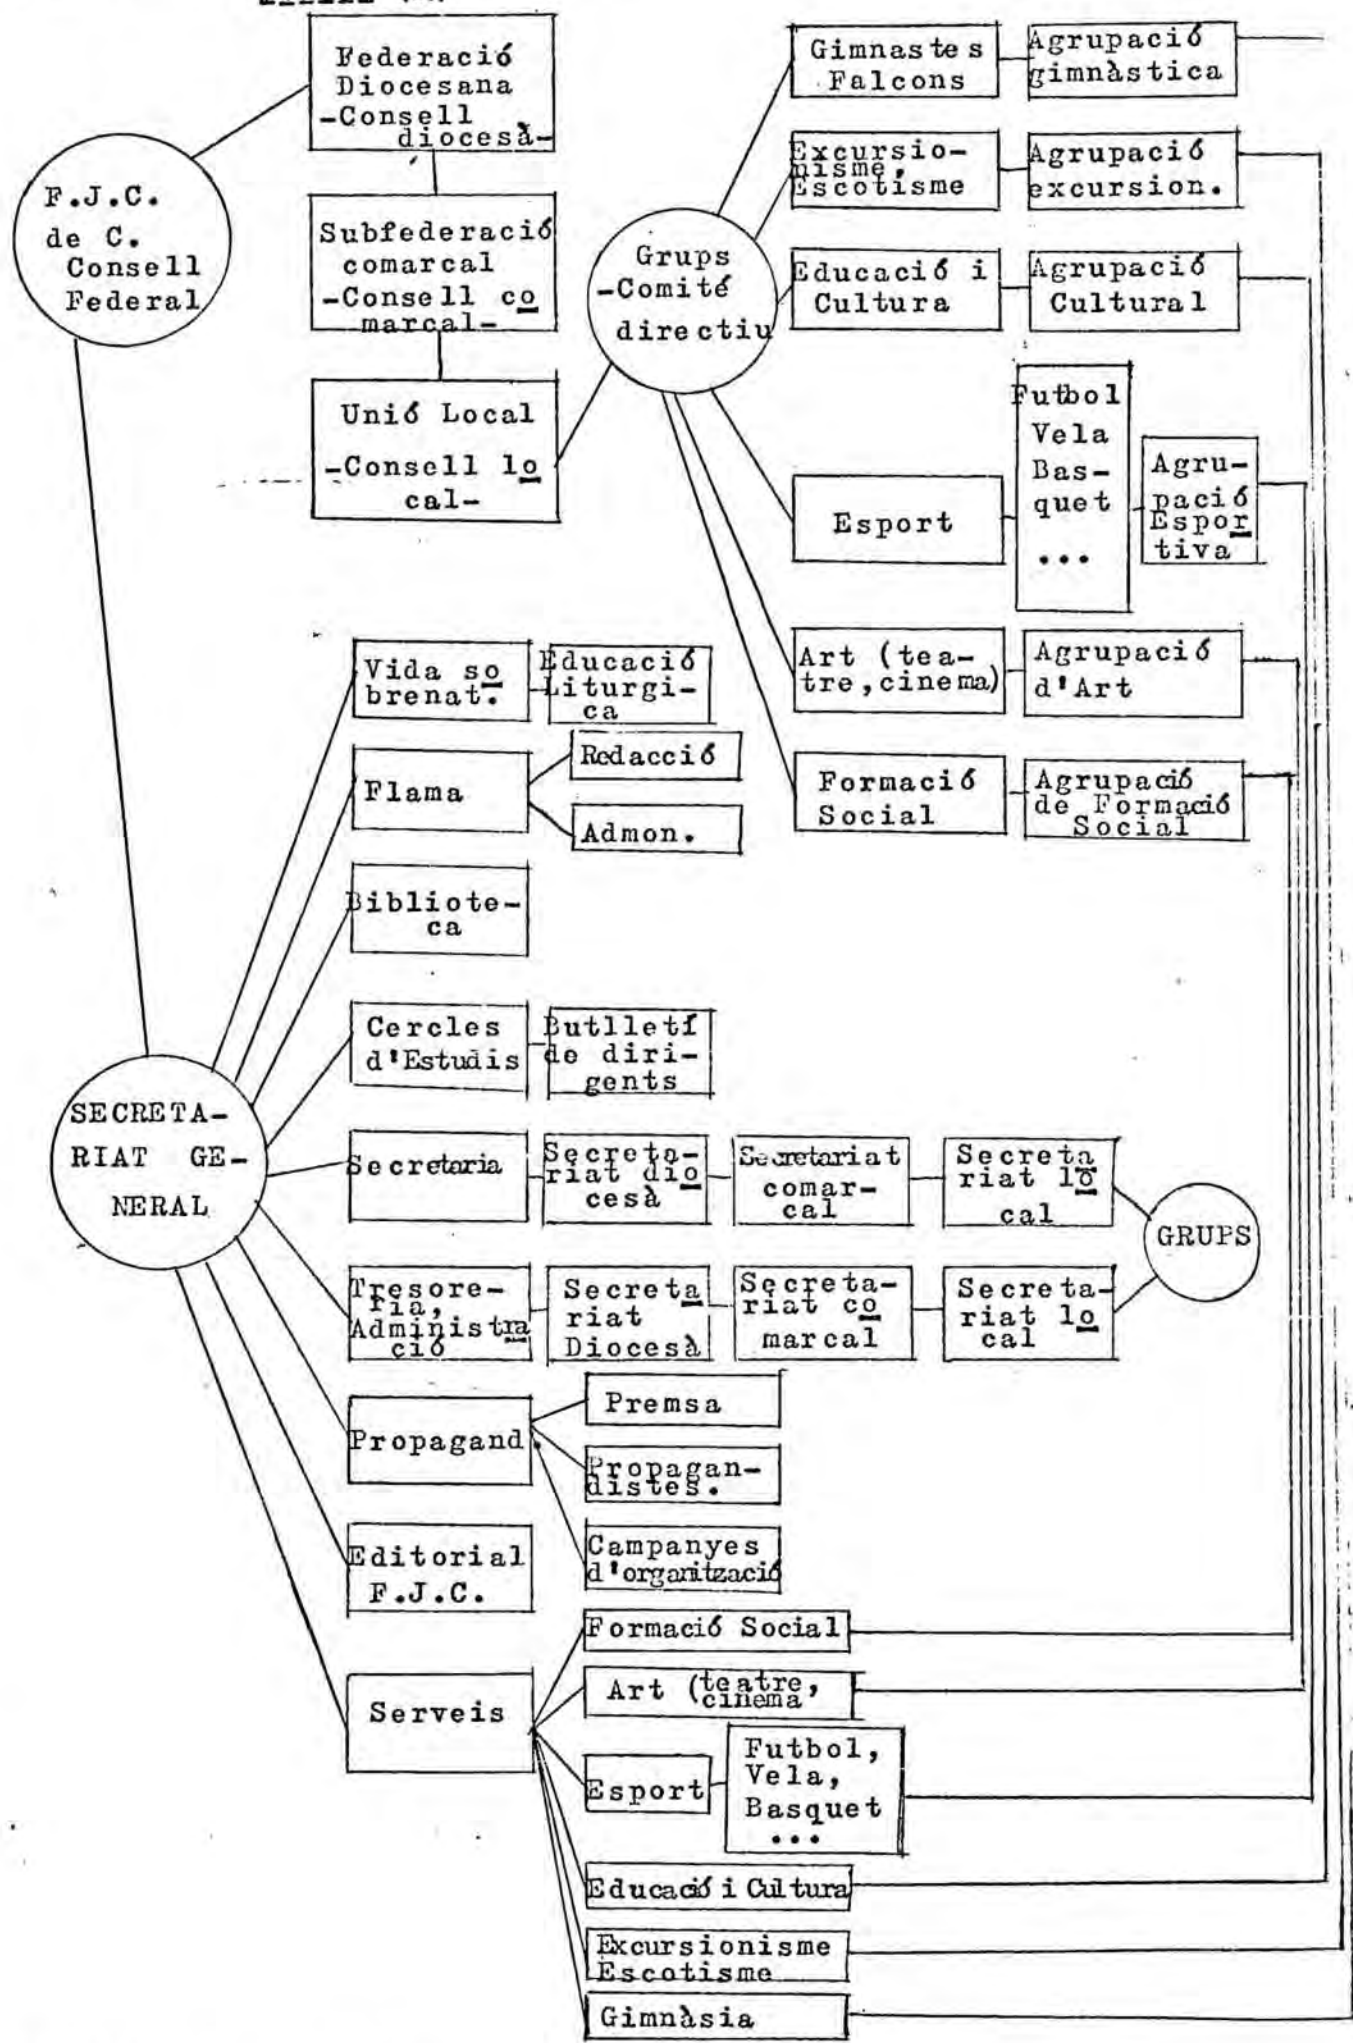 Federació
Diocesana
-Consell
diocesà-
F.J.C.
de C.
Consell
Federal
Subfederació
comarcal
-Consell co
marcal-
Unió Local
-Consell lo
cal-
Grups
-Comité
directiu
Gimnastes
Falcons
Agrupació
gimnàstica
Excursio-
nisme,
Escotisme
Agrupació
excursion.
Educació i
Cultura
Agrupació
Cultural
Esport
Futbol
Vela
Bas-
quet
...
Agru-
pació
Espor
tiva
Art (tea-
tre,cinema)
Agrupació
d'Art
Formació
Social
Agrupació
de Formació
Social
SECRETA-
RIAT GE-
NERAL
Vida so
brenat.
Educació
Liturgi-
ca
Flama
Redacció
Admon.
Bibliote-
ca
Cercles
d'Estudis
Butlletí
de diri-
gents
Secretaria
Secreta-
riat dio
cesà
Secretariat
comar-
cal
Secreta
riat lo
cal
GRUPS
Tresore-
ria,
Administra
ció
Secreta
riat
Diocesà
Secreta-
riat co
marcal
Secreta-
riat lo
cal
Propagand.
Premsa
Propagan-
distes.
Campanyes
d'organització
Editorial
F.J.C.
Serveis
Formació Social
Art (teatre,
cinema
Esport
Futbol,
Vela,
Basquet
...
Educació i Cultura
Excursionisme
Escotisme
Gimnàsia